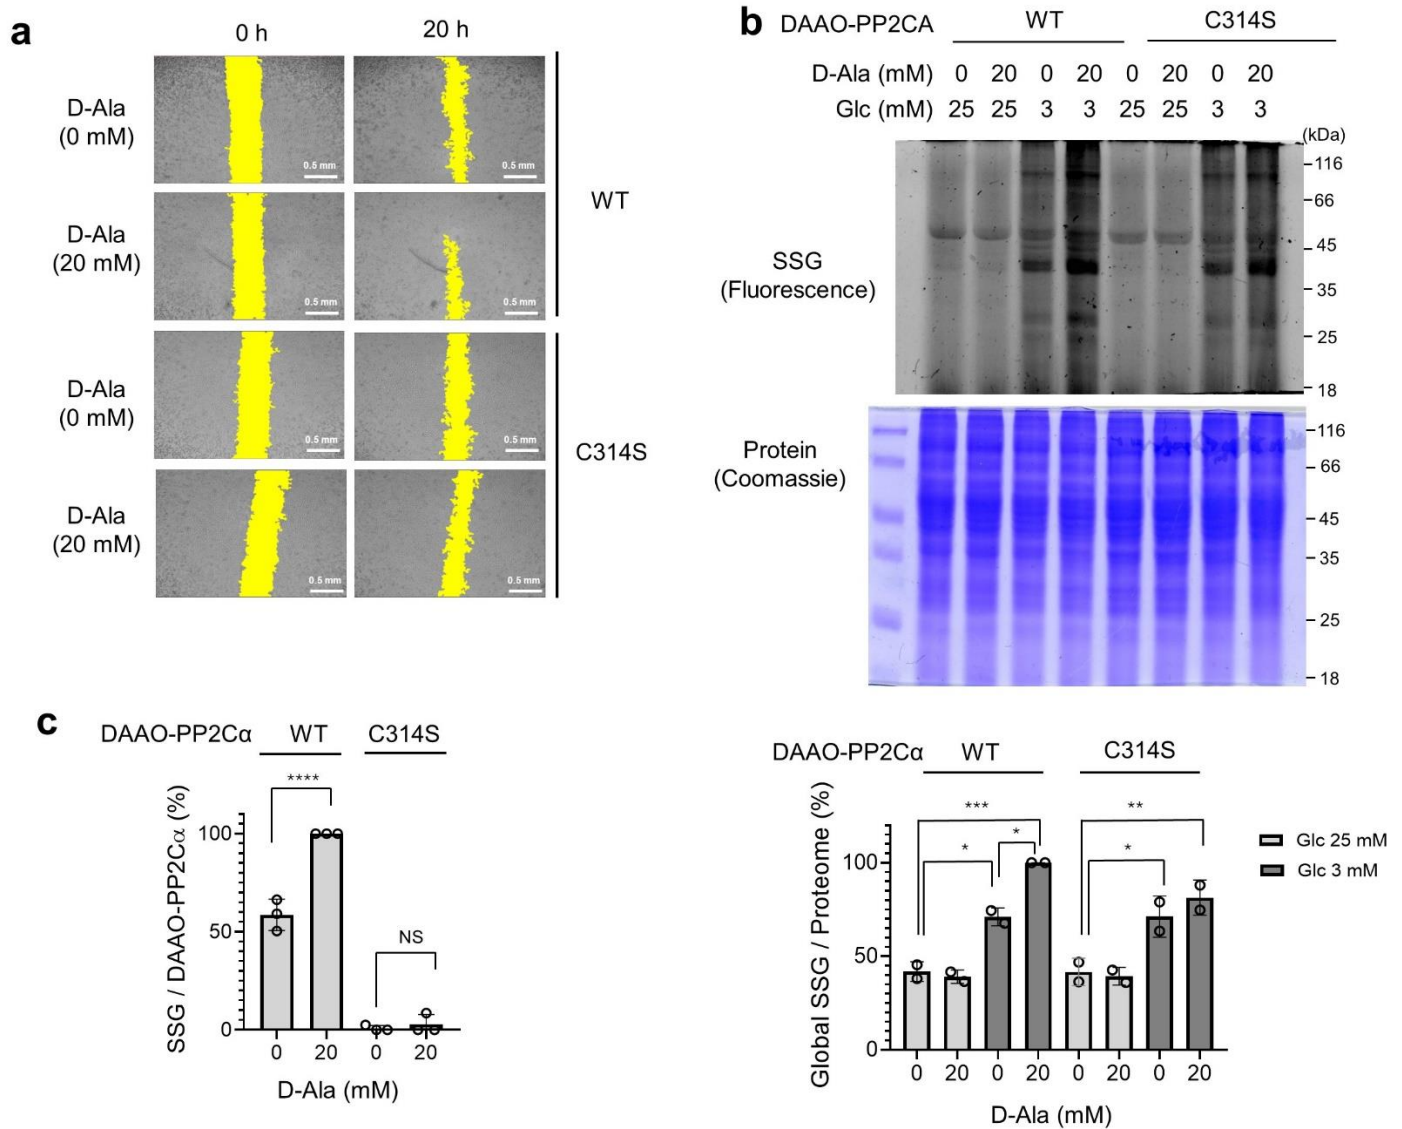 a
0 h 20 h
D-Ala
(0 mM)
0.5 mm 0.5 mm
D-Ala
(20 mM)
0.5 mm 0.5 mm
WT
D-Ala
(0 mM)
0.5 mm 0.5 mm
D-Ala
(20 mM)
0.5 mm 0.5 mm
C314S
b
DAAO-PP2CA WT C314S
D-Ala (mM) 0 20 0 20 0 20 0 20
Glc (mM) 25 25 3 3 25 25 3 3
(kDa)
SSG
(Fluorescence)
116
66
45
35
25
18
Protein
(Coomassie)
116
66
45
35
25
18
c
DAAO-PP2Cα WT C314S
SSG / DAAO-PP2Cα (%)
****
NS
100
50
0
0 20 0 20
D-Ala (mM)
DAAO-PP2Cα WT C314S
Global SSG / Proteome (%)
*** **
* * *
100
50
0
0 20 0 20 0 20 0 20
D-Ala (mM)
Glc 25 mM
Glc 3 mM